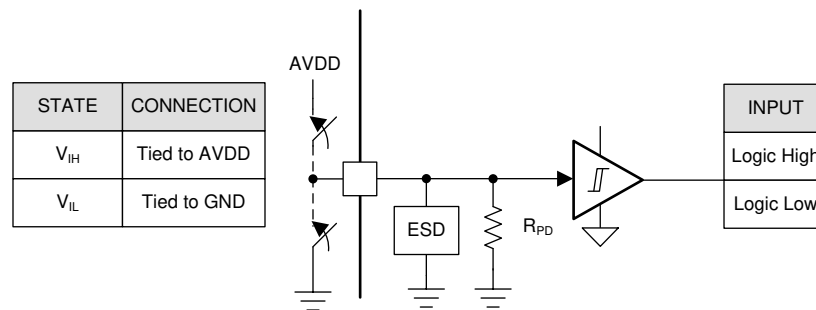 AVDD
STATE CONNECTION
V_IH Tied to AVDD
V_IL Tied to GND
ESD
R_PD
INPUT
Logic High
Logic Low